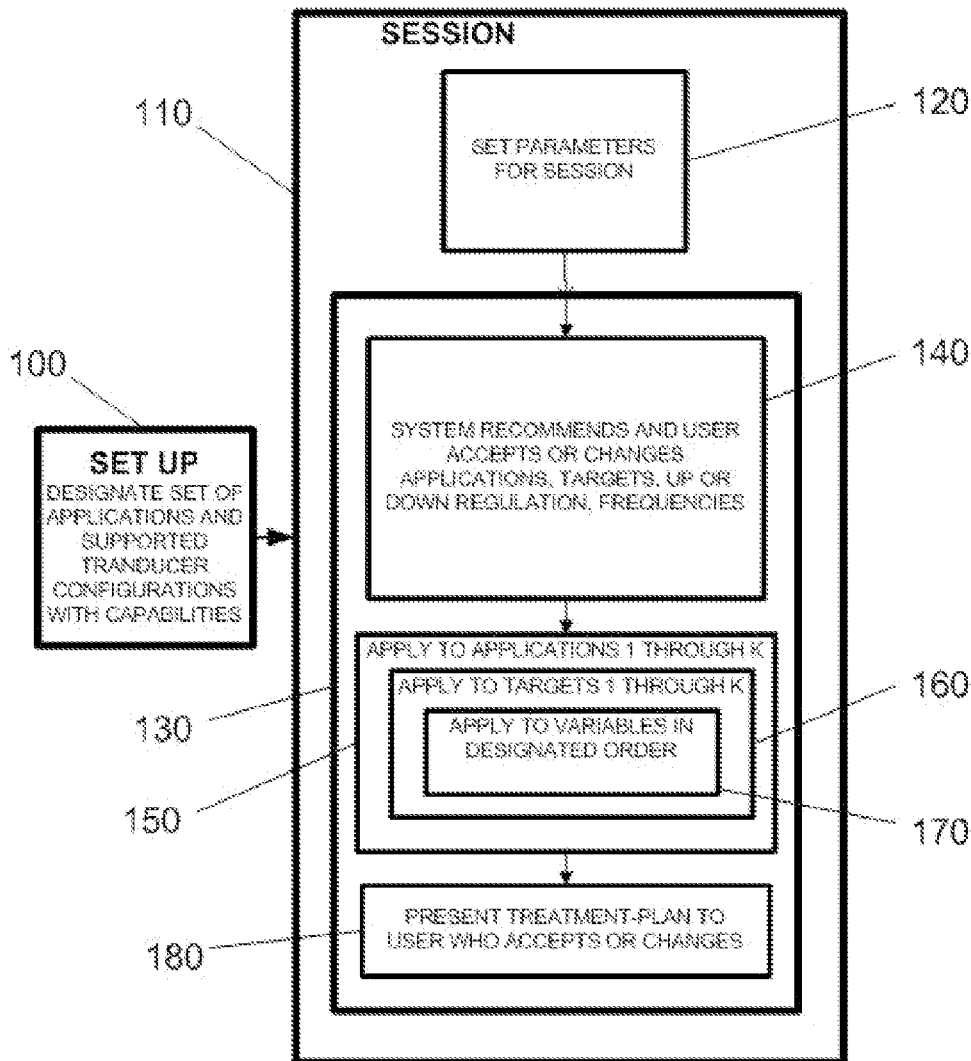 SESSION
110
120
SET PARAMETERS
FOR SESSION
100
SET UP
DESIGNATE SET OF
APPLICATIONS AND
SUPPORTED
TRANDUCER
CONFIGURATIONS
WITH CAPABILITIES
140
SYSTEM RECOMMENDS AND USER
ACCEPTS OR CHANGES
APPLICATIONS, TARGETS, UP OR
DOWN REGULATION, FREQUENCIES
APPLY TO APPLICATIONS 1 THROUGH K
APPLY TO TARGETS 1 THROUGH K
APPLY TO VARIABLES IN
DESIGNATED ORDER
130
150
160
170
PRESENT TREATMENT-PLAN TO
USER WHO ACCEPTS OR CHANGES
180